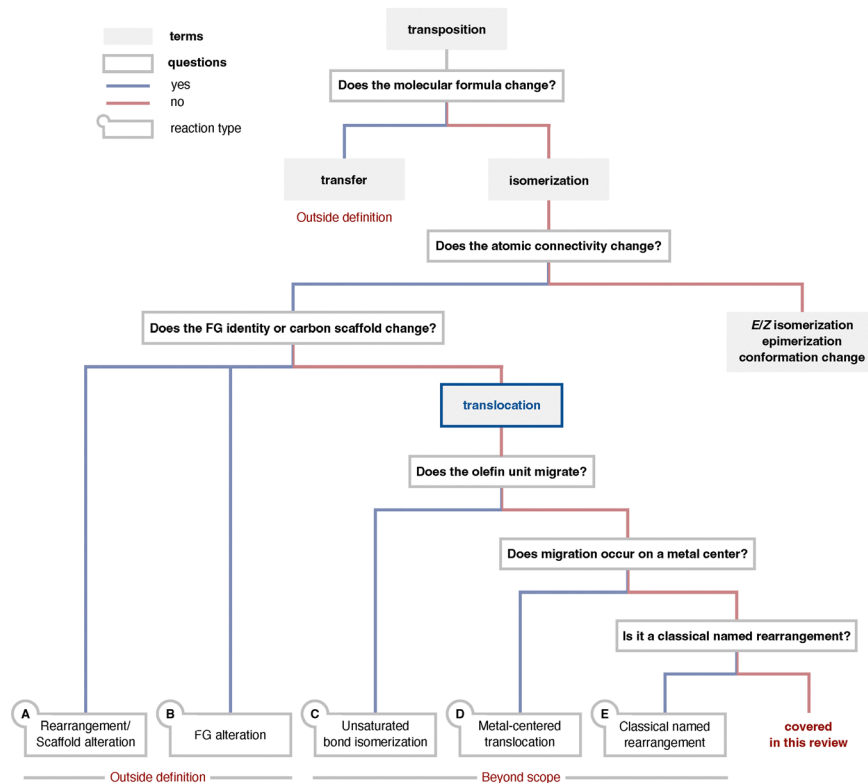 transposition
terms
questions
yes
no
reaction type
Does the molecular formula change?
transfer
isomerization
Outside definition
Does the atomic connectivity change?
Does the FG identity or carbon scaffold change?
E/Z isomerization
epimerization
conformation change
translocation
Does the olefin unit migrate?
Does migration occur on a metal center?
Is it a classical named rearrangement?
A
Rearrangement/
Scaffold alteration
B
FG alteration
C
Unsaturated
bond isomerization
D
Metal-centered
translocation
E
Classical named
rearrangement
covered
in this review
Outside definition
Beyond scope